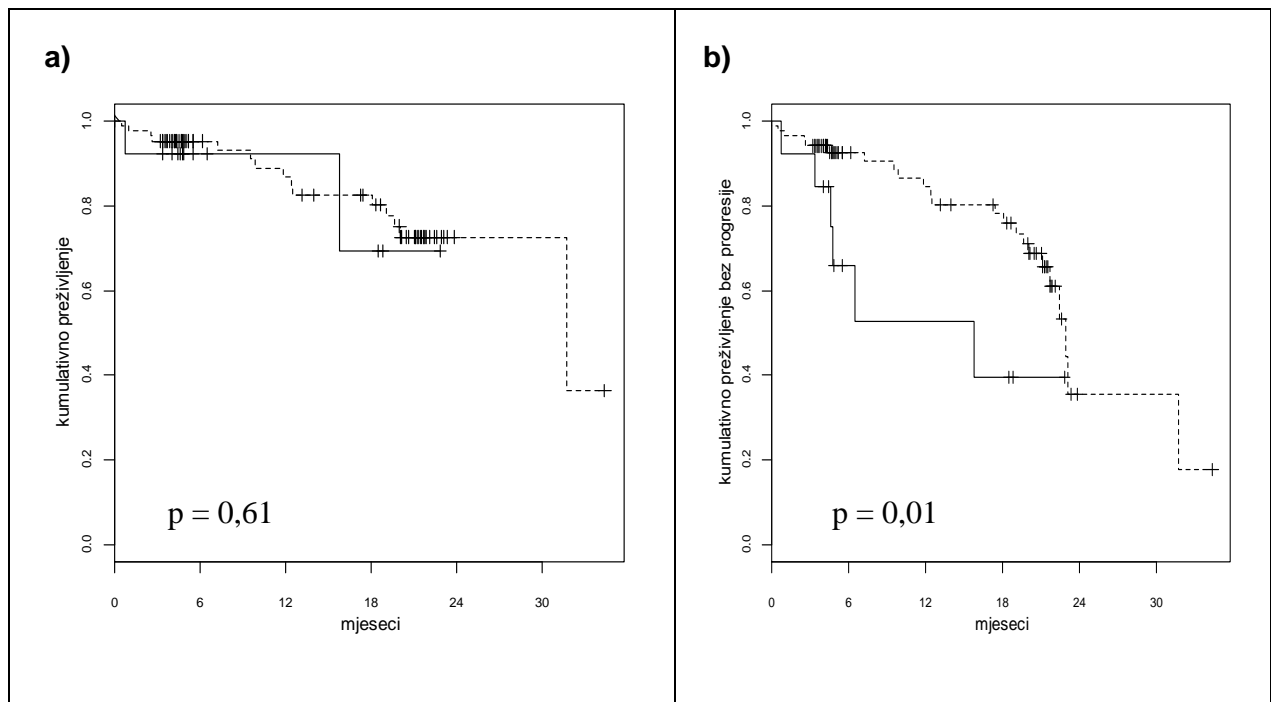 a)
kumulativno preživljenje
1.0
0.8
0.6
0.4
0.2
0.0
p = 0,61
0 6 12 18 24 30
mjeseci
b)
kumulativno preživljenje bez progresije
1.0
0.8
0.6
0.4
0.2
0.0
p = 0,01
0 6 12 18 24 30
mjeseci